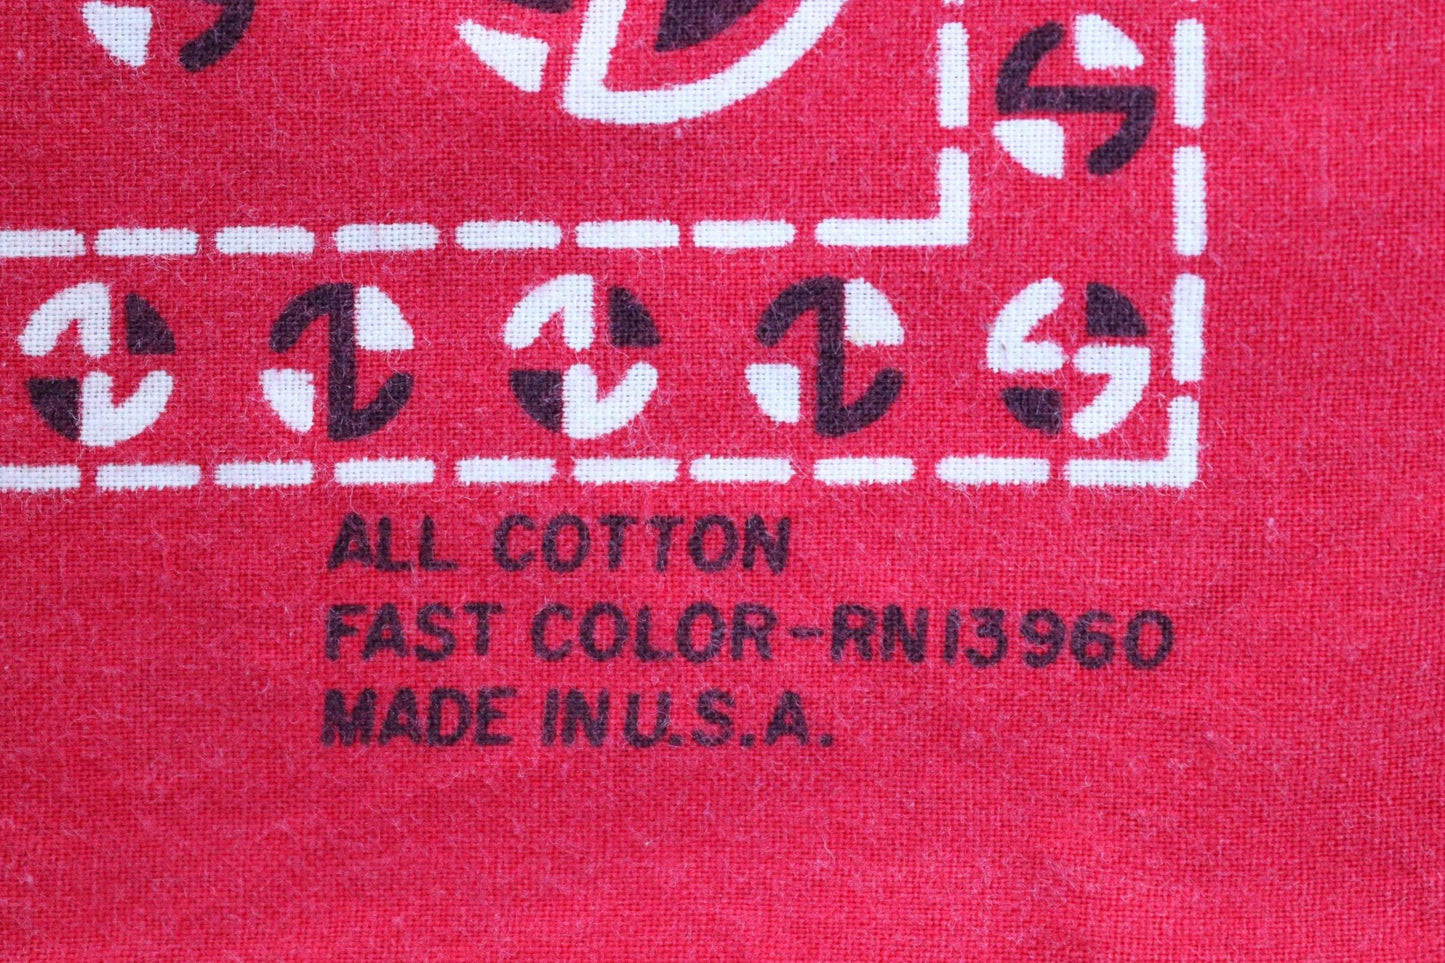 ALL COTTON
FAST COLOR-RN13960
MADE IN U.S.A.